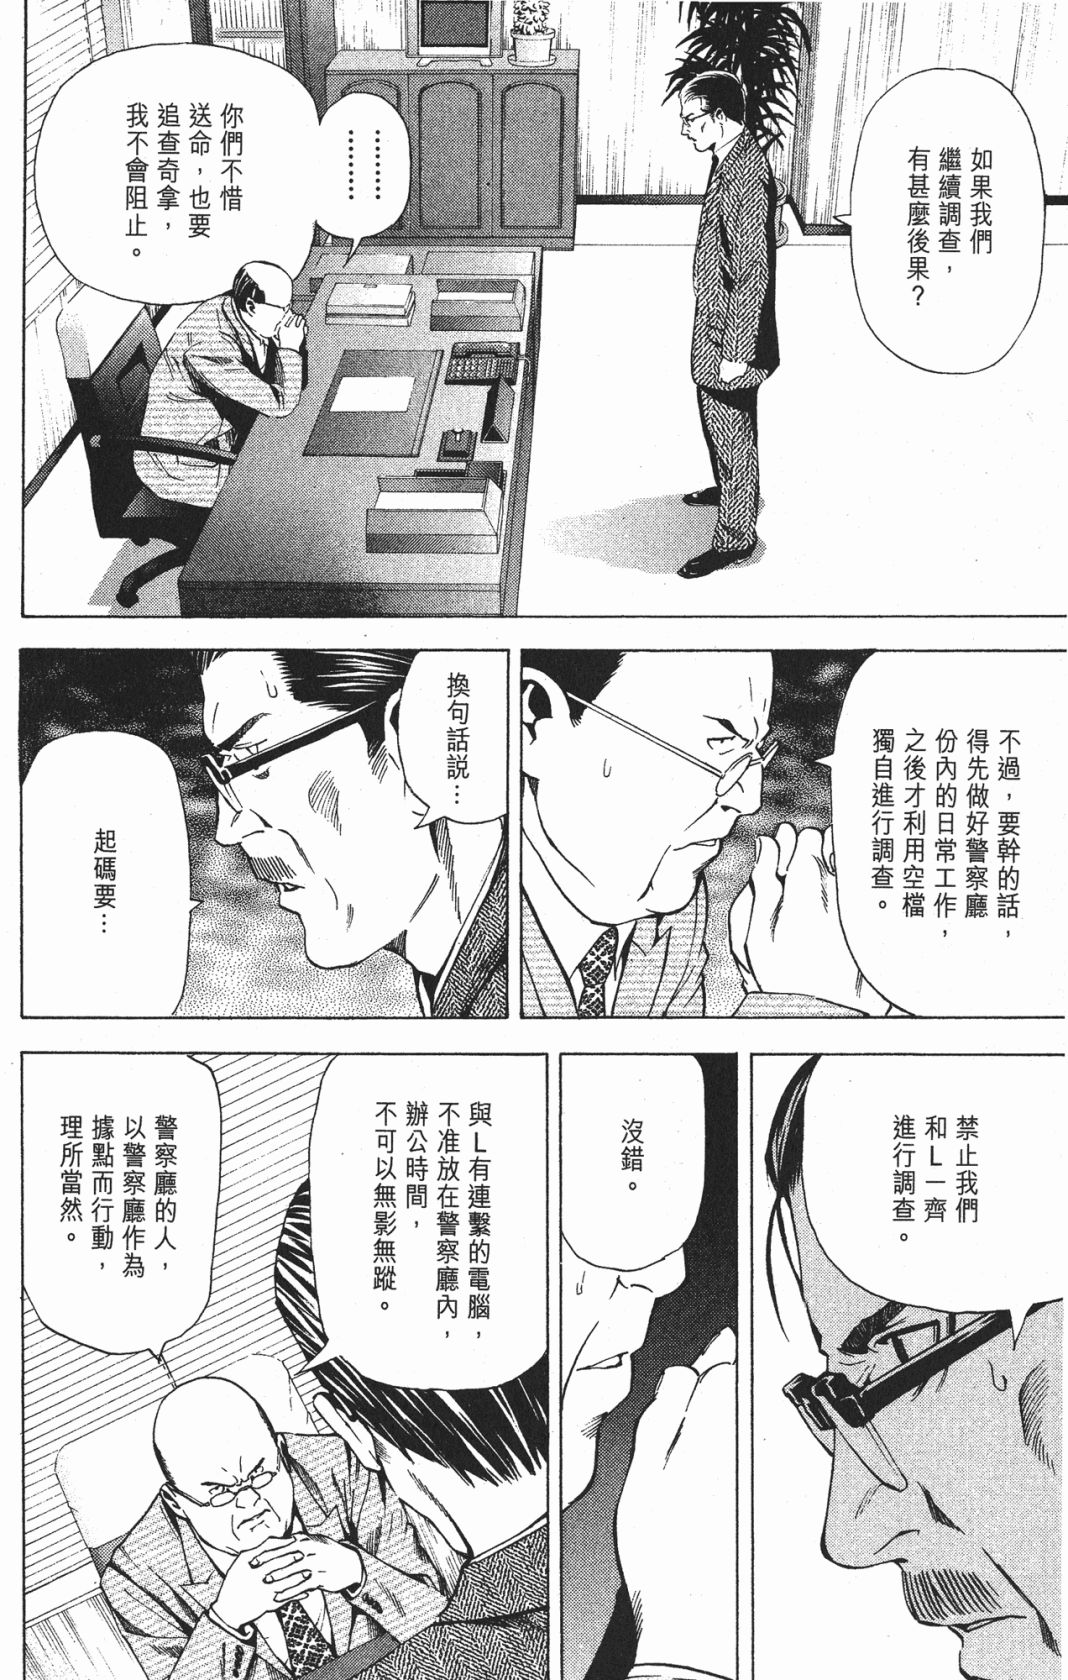 如果我們
繼續調查，
有甚麼後果？
………
………
你們不惜
送命，也要
追查奇拿，
我不會阻止。
不過，要幹的話，
得先做好警察廳
份內的日常工作，
之後才利用空檔
獨自進行調查。
換句話説…
起碼要…
禁止我們
和L一齊
進行調查。
沒錯。
與L有連繫的電腦，
不准放在警察廳內，
辦公時間，
不可以無影無蹤。
警察廳的人，
以警察廳作為
據點而行動，
理所當然。